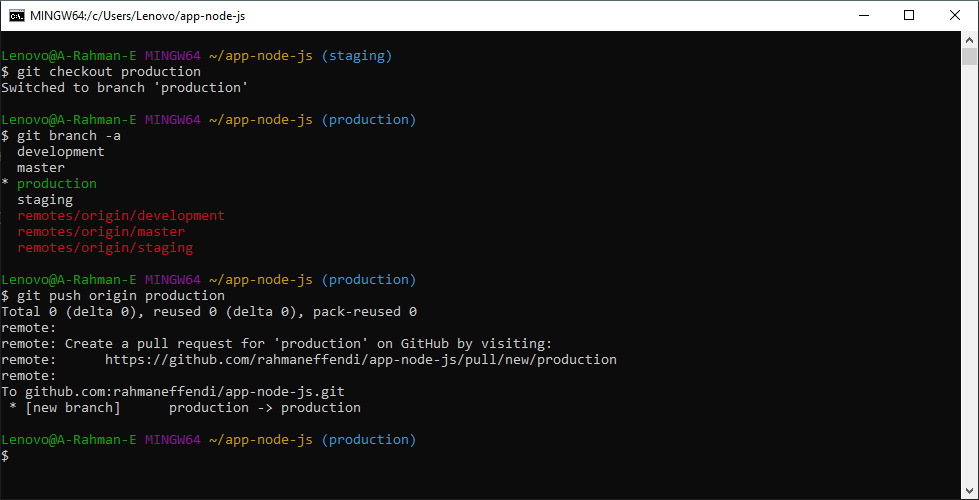 MINGW64:/c/Users/Lenovo/app-node-js
Lenovo@A-Rahman-E MINGW64 ~/app-node-js (staging)
$ git checkout production
Switched to branch 'production'
Lenovo@A-Rahman-E MINGW64 ~/app-node-js (production)
$ git branch -a
  development
  master
* production
  staging
  remotes/origin/development
  remotes/origin/master
  remotes/origin/staging
Lenovo@A-Rahman-E MINGW64 ~/app-node-js (production)
$ git push origin production
Total 0 (delta 0), reused 0 (delta 0), pack-reused 0
remote:
remote: Create a pull request for 'production' on GitHub by visiting:
remote:      https://github.com/rahmaneffendi/app-node-js/pull/new/production
remote:
To github.com:rahmaneffendi/app-node-js.git
 * [new branch]      production -> production
Lenovo@A-Rahman-E MINGW64 ~/app-node-js (production)
$